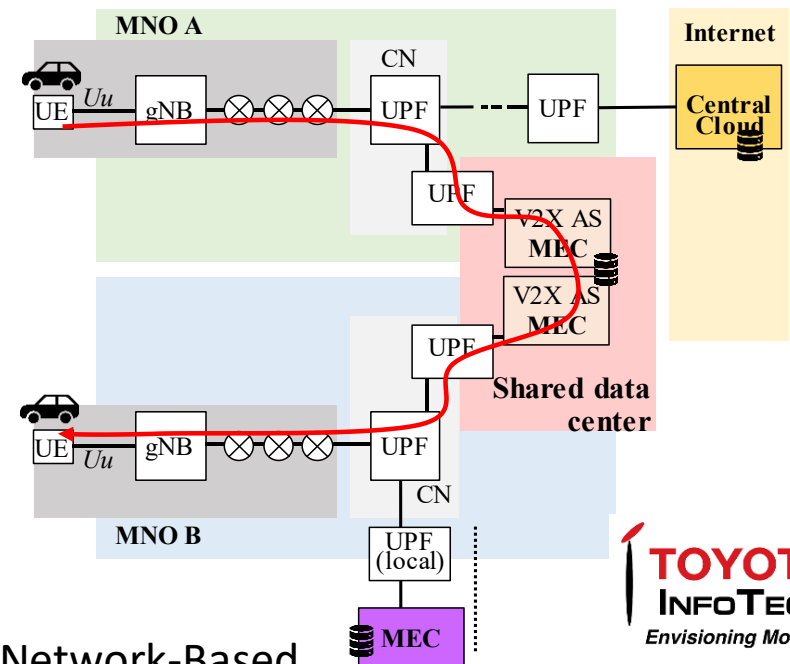 MNO A
Internet
CN
UE
Uu
gNB
UPF
UPF
Central
Cloud
UPF
V2X AS
MEC
V2X AS
MEC
UPF
Shared data
center
UE
Uu
gNB
UPF
CN
MNO B
UPF
(local)
MEC
TOYOT
INFOTEC
Envisioning Mo
Network-Based